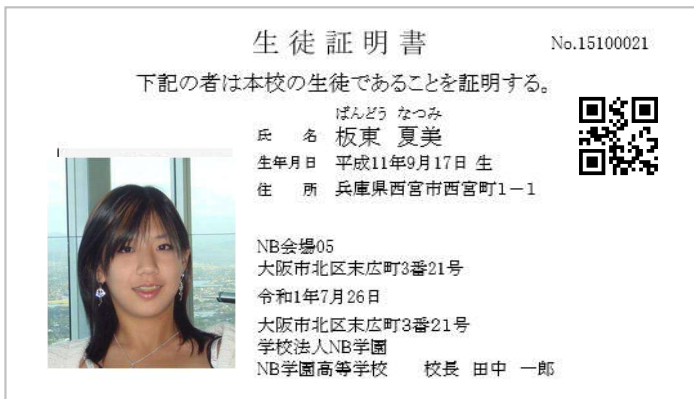 生徒証明書
No.15100021
下記の者は本校の生徒であることを証明する。
ばんどう なつみ
氏 名 板東 夏美
生年月日 平成11年9月17日 生
住 所 兵庫県西宮市西宮町1－1
NB会場05
大阪市北区末広町3番21号
令和1年7月26日
大阪市北区末広町3番21号
学校法人NB学園
NB学園高等学校 校長 田中 一郎